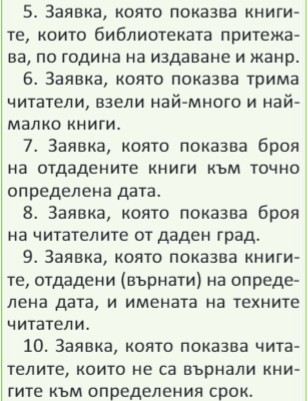 5. Заявка, която показва книги-
те, които библиотеката притежа-
ва, по година на издаване и жанр.
6. Заявка, която показва трима
читатели, взели най-много и най-
малко книги.
7. Заявка, която показва броя
на отдадените книги към точно
определена дата.
8. Заявка, която показва броя
на читателите от даден град.
9. Заявка, която показва книги-
те, отдадени (върнати) на опреде-
лена дата, и имената на техните
читатели.
10. Заявка, която показва чита-
телите, които не са върнали кни-
гите към определения срок.